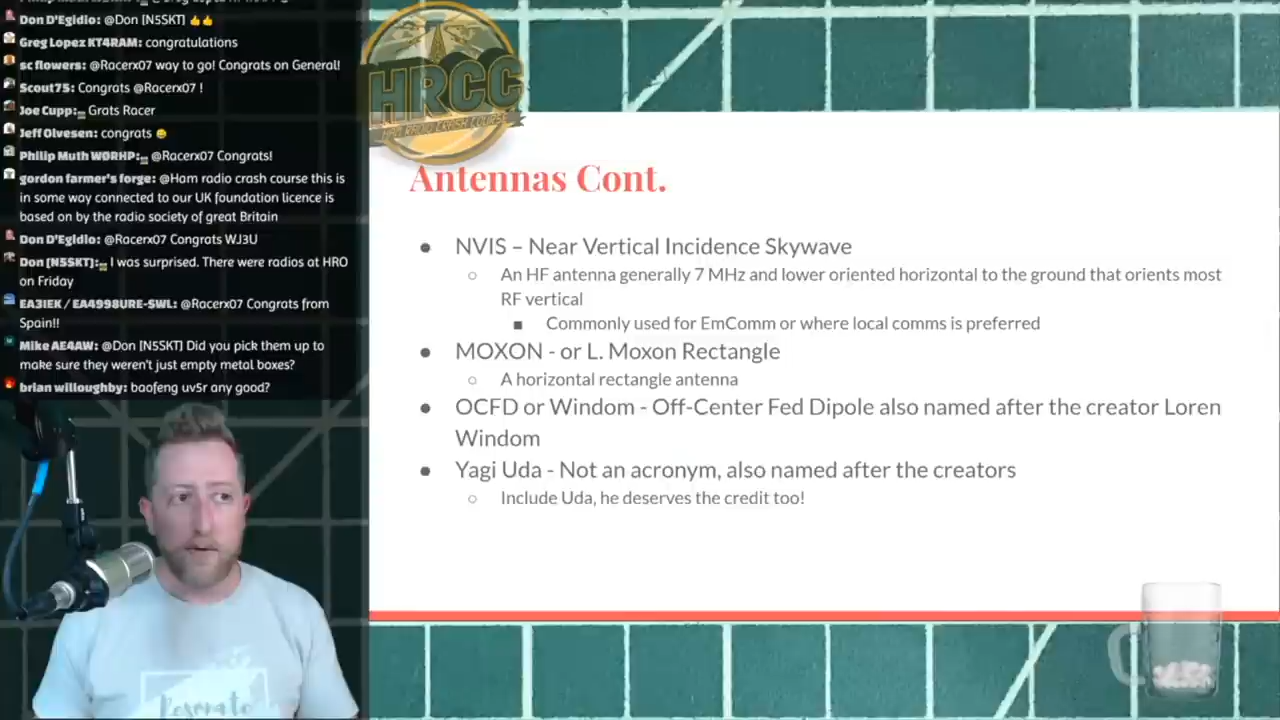 Don D'Egidio: @Don [N5SKT] 👍👍
Greg Lopez KT4RAM: congratulations
sc flowers: @Racerx07 way to go! Congrats on General!
Scout75: Congrats @Racerx07 !
Joe Cupp: Grats Racer
Jeff Olvesen: congrats 😀
Philip Muth WØRHP: @Racerx07 Congrats!
gordon farmer's forge: @Ham radio crash course this is
in some way connected to our UK foundation licence is
based on by the radio society of great Britain
Don D'Egidio: @Racerx07 Congrats WJ3U
Don [N5SKT]: I was surprised. There were radios at HRO
on Friday
EA3IEK / EA4998URE-SWL: @Racerx07 Congrats from
Spain!!
Mike AE4AW: @Don [N5SKT] Did you pick them up to
make sure they weren't just empty metal boxes?
brian willoughby: baofeng uv5r any good?
HRCC
HAM RADIO CRASH COURSE
Antennas Cont.
● NVIS – Near Vertical Incidence Skywave
○ An HF antenna generally 7 MHz and lower oriented horizontal to the ground that orients most
RF vertical
■ Commonly used for EmComm or where local comms is preferred
● MOXON - or L. Moxon Rectangle
○ A horizontal rectangle antenna
● OCFD or Windom - Off-Center Fed Dipole also named after the creator Loren
Windom
● Yagi Uda - Not an acronym, also named after the creators
○ Include Uda, he deserves the credit too!
Resonate